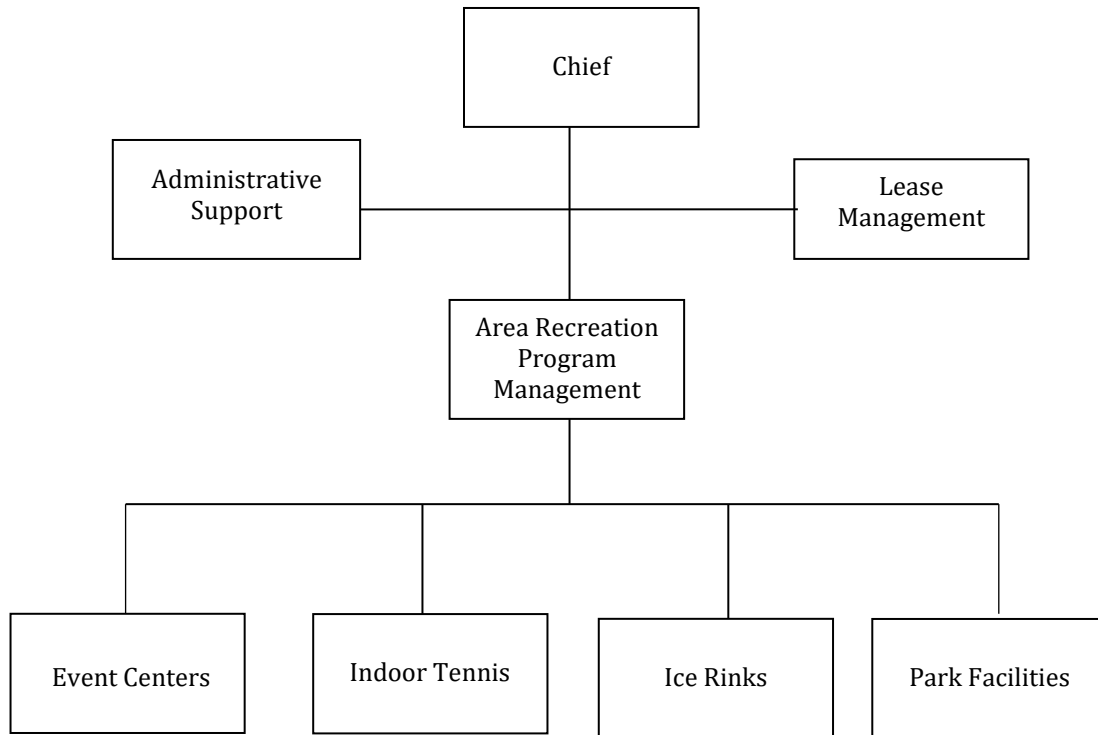 Chief
Administrative
Support
Lease
Management
Area Recreation
Program
Management
Event Centers
Indoor Tennis
Ice Rinks
Park Facilities